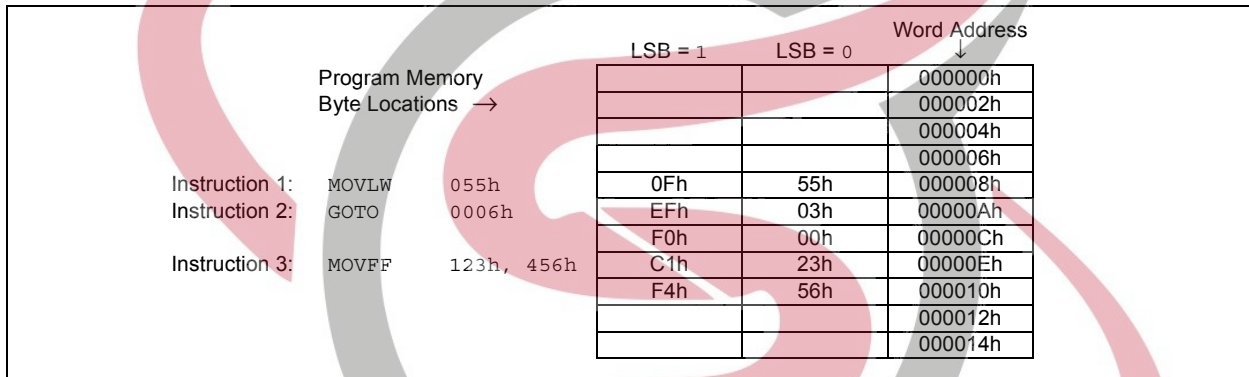 Word Address
LSB = 1 LSB = 0 ↓
Program Memory 000000h
Byte Locations → 000002h
000004h
000006h
Instruction 1: MOVLW 055h 0Fh 55h 000008h
Instruction 2: GOTO 0006h EFh 03h 00000Ah
F0h 00h 00000Ch
Instruction 3: MOVFF 123h, 456h C1h 23h 00000Eh
F4h 56h 000010h
000012h
000014h